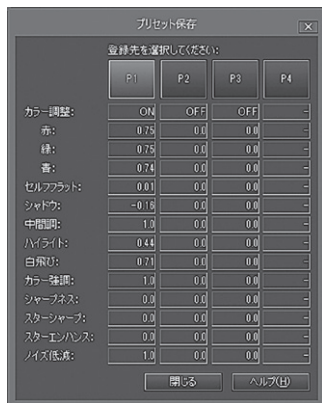 プリセット保存
登録先を選択してください:
P1 P2 P3 P4
カラー調整: ON OFF OFF -
赤: 0.75 0.0 0.0 -
緑: 0.75 0.0 0.0 -
青: 0.74 0.0 0.0 -
セルフフラット: 0.01 0.0 0.0 -
シャドウ: -0.16 0.0 0.0 -
中間調: 1.0 0.0 0.0 -
ハイライト: 0.44 0.0 0.0 -
白飛び: 0.71 0.0 0.0 -
カラー強調: 1.0 0.0 0.0 -
シャープネス: 0.0 0.0 0.0 -
スターシャープ: 0.0 0.0 0.0 -
スターエンハンス: 0.0 0.0 0.0 -
ノイズ低減: 1.0 0.0 0.0 -
閉じる ヘルプ(H)